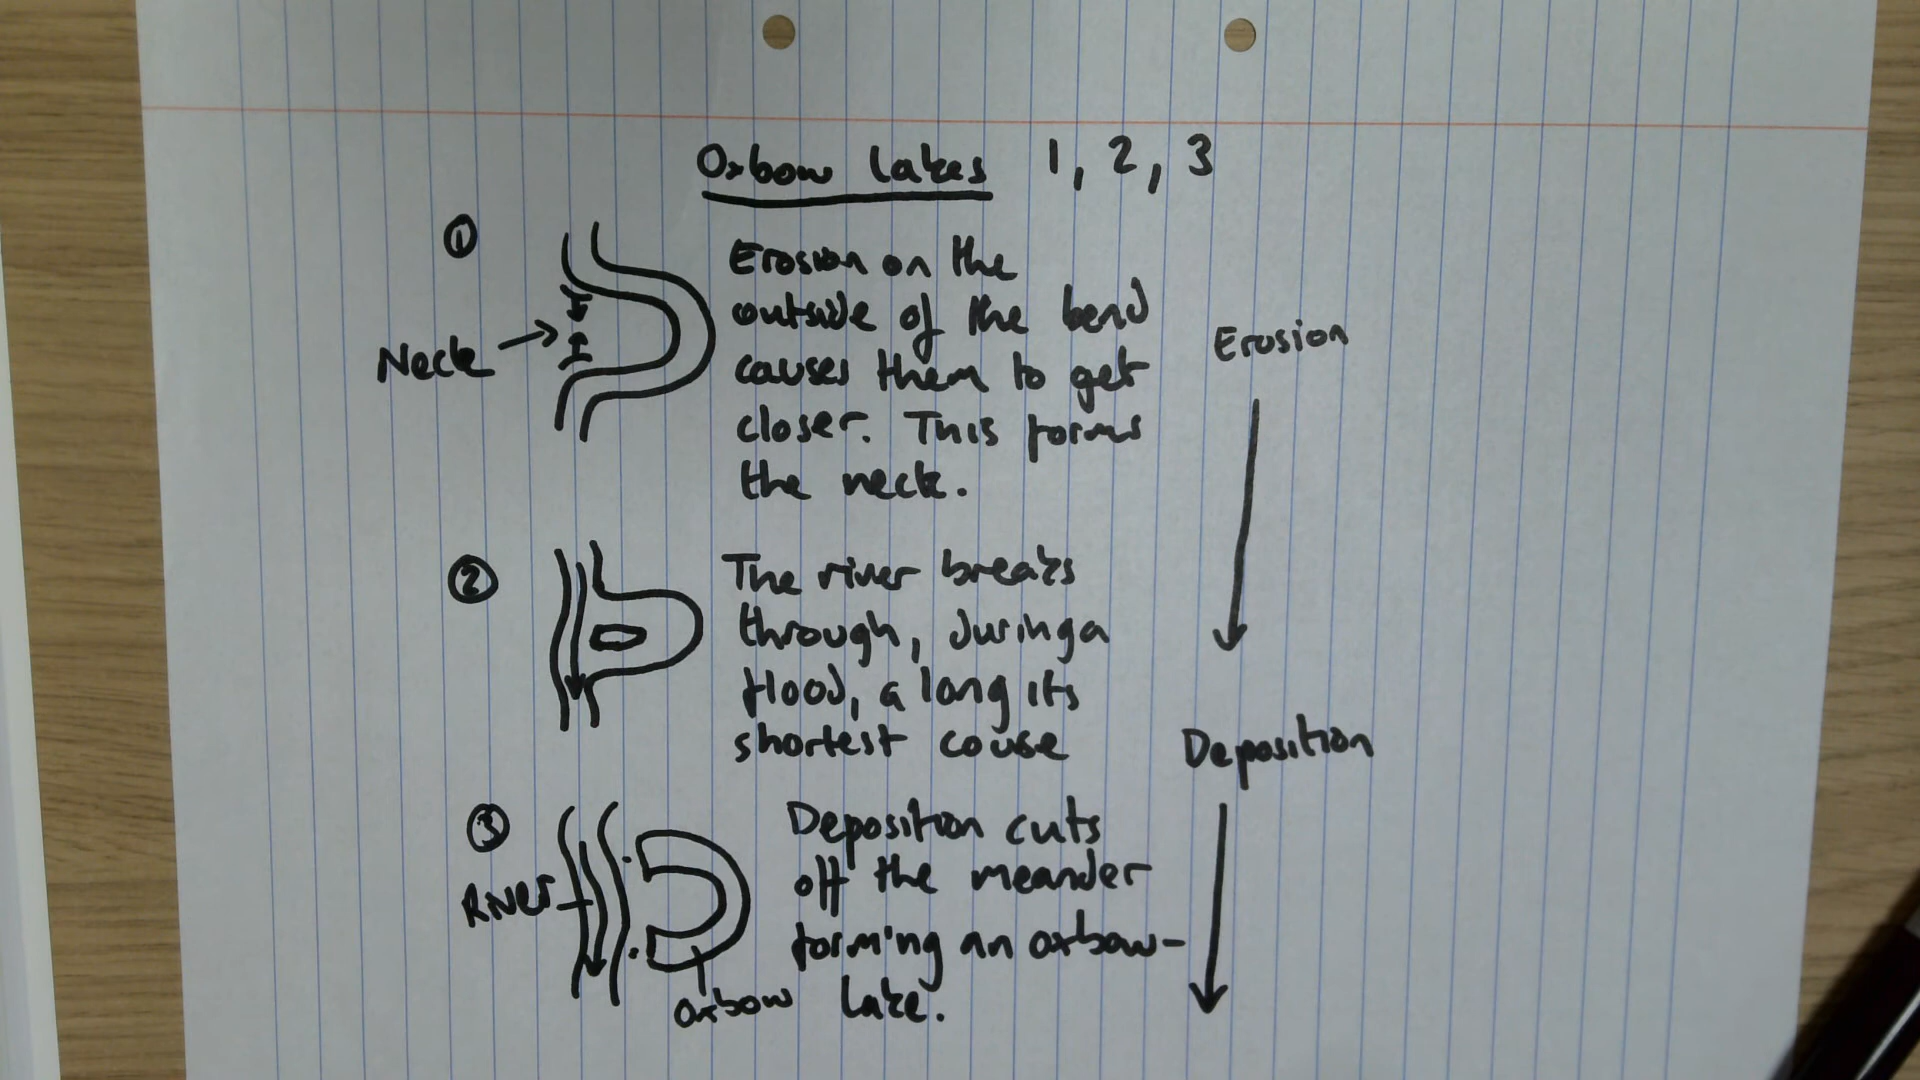 Oxbow Lakes 1, 2, 3
①
Erosion on the
outside of the bend
causes them to get
closer. This forms
the neck.
Neck
Erosion
②
The river breaks
through, during a
flood, a long its
shortest couse
Deposition
③
Deposition cuts
off the meander
forming an oxbow-
lake.
River
oxbow